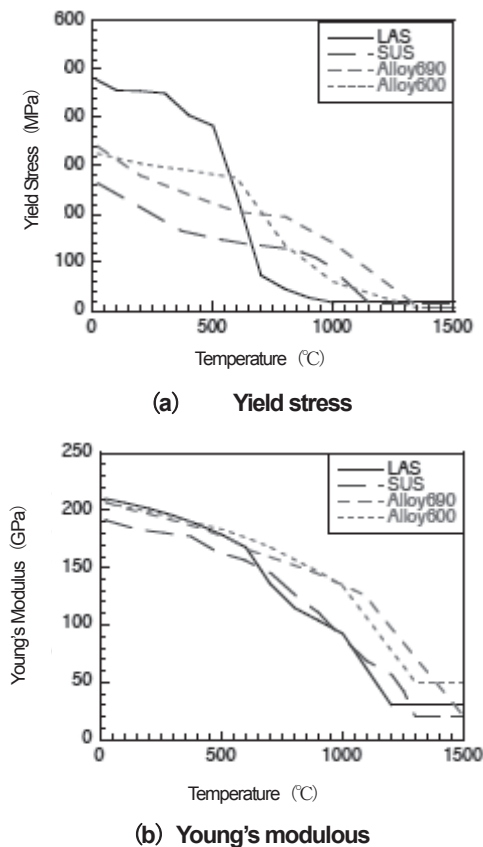 600
LAS
SUS
Alloy690
Alloy600
00
00
00
00
100
0
Yield Stress (MPa)
0
500
1000
1500
Temperature (℃)
(a) Yield stress
250
LAS
SUS
Alloy690
Alloy600
200
150
100
50
0
Young's Modulus (GPa)
0
500
1000
1500
Temperature (℃)
(b) Young's modulous